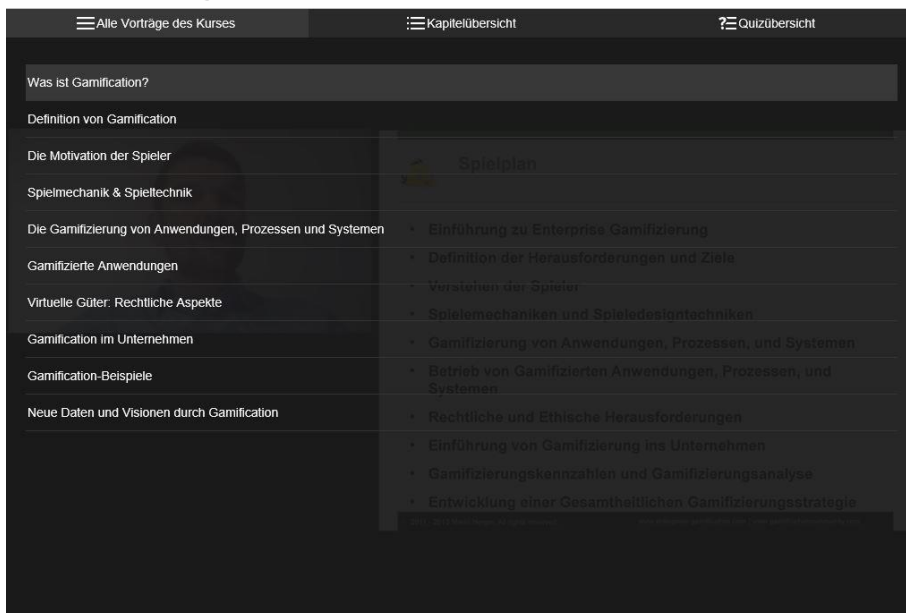 Alle Vorträge des Kurses
Kapitelübersicht
Quizübersicht
Was ist Gamification?
Definition von Gamification
Die Motivation der Spieler
Spielmechanik & Spieltechnik
Die Gamifizierung von Anwendungen, Prozessen und Systemen
Gamifizierte Anwendungen
Virtuelle Güter: Rechtliche Aspekte
Gamification im Unternehmen
Gamification-Beispiele
Neue Daten und Visionen durch Gamification
Spielplan
• Einführung zu Enterprise Gamifizierung
• Definition der Herausforderungen und Ziele
• Verstehen der Spieler
• Spielemechaniken und Spieledesigntechniken
• Gamifizierung von Anwendungen, Prozessen, und Systemen
• Betrieb von Gamifizierten Anwendungen, Prozessen, und
Systemen
• Rechtliche und Ethische Herausforderungen
• Einführung von Gamifizierung ins Unternehmen
• Gamifizierungskennzahlen und Gamifizierungsanalyse
• Entwicklung einer Gesamtheitlichen Gamifizierungsstrategie